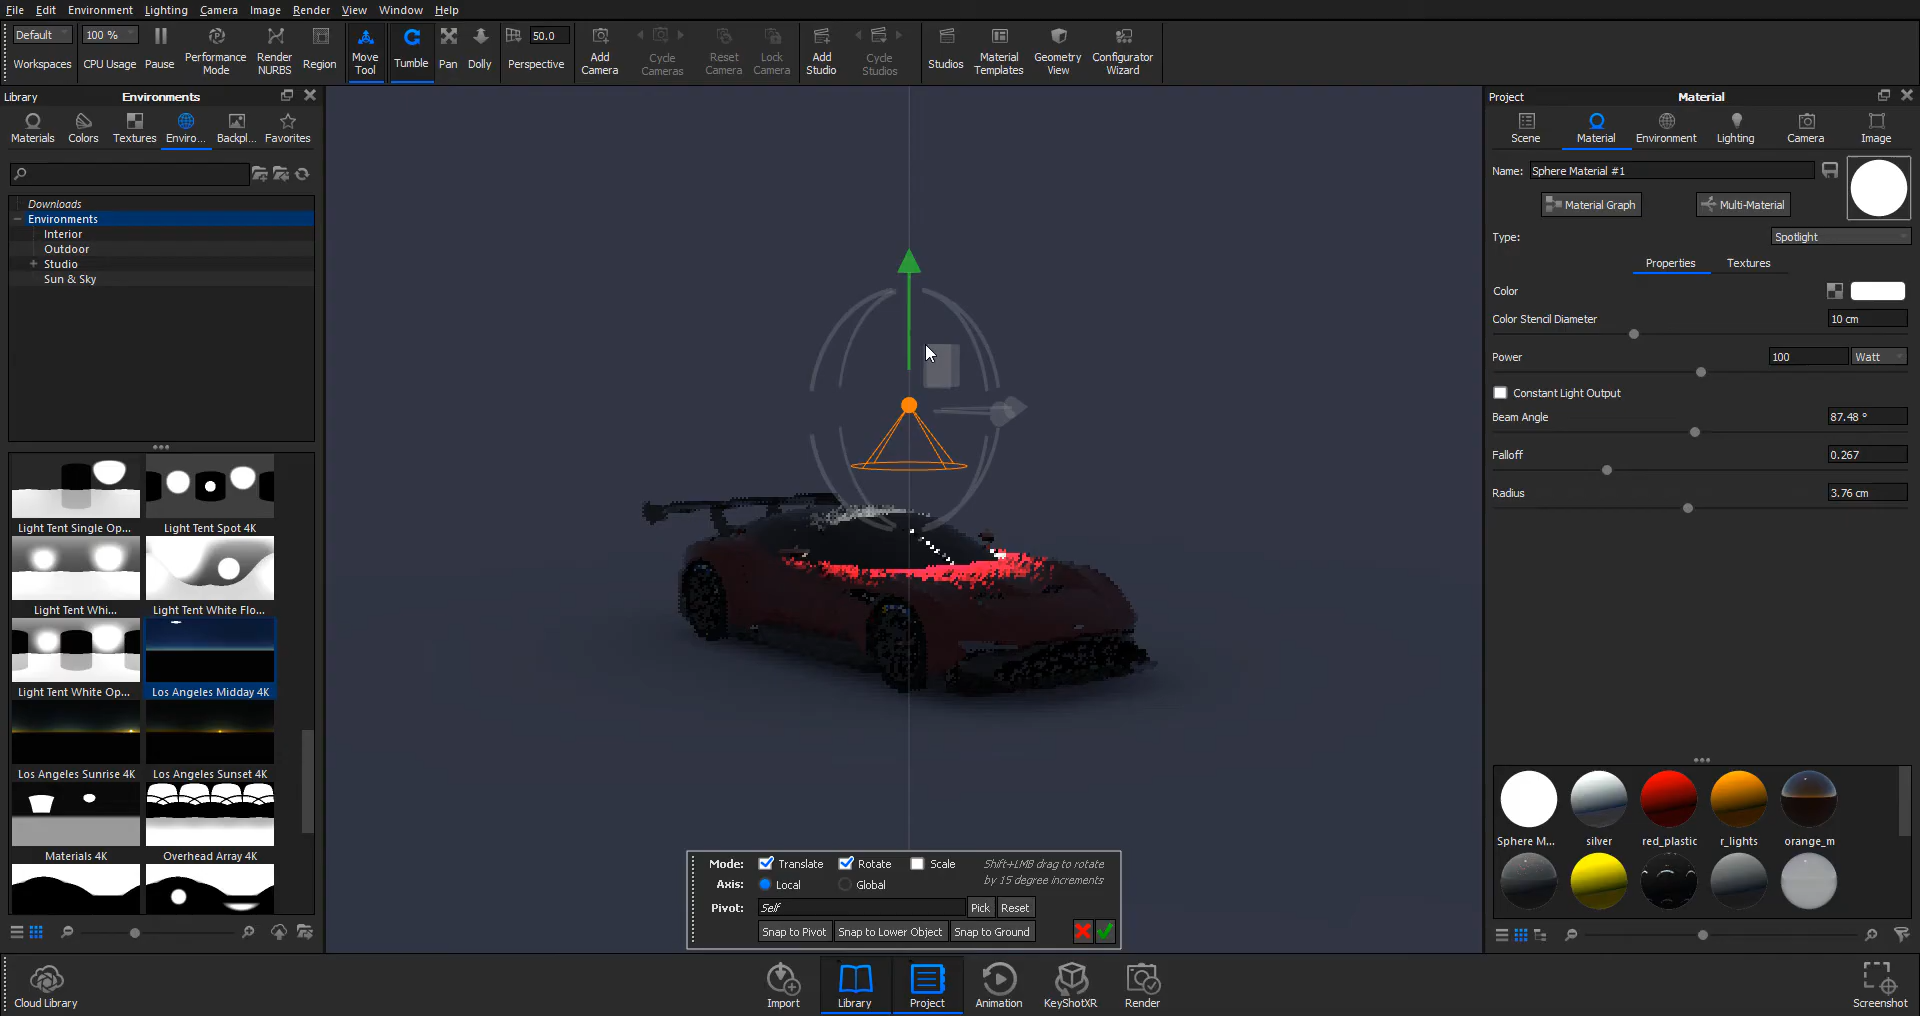 File Edit Environment Lighting Camera Image Render View Window Help
Default 100 % 50.0
Workspaces CPU Usage Pause Performance Mode Render NURBS Region Move Tool Tumble Pan Dolly Perspective Add Camera Cycle Cameras Reset Camera Lock Camera Add Studio Cycle Studios Studios Material Templates Geometry View Configurator Wizard
Library Environments
Materials Colors Textures Enviro... Backpl... Favorites
Downloads
Environments
Interior
Outdoor
Studio
Sun & Sky
Light Tent Single Op... Light Tent Spot 4K
Light Tent Whi... Light Tent White Flo...
Light Tent White Op... Los Angeles Midday 4K
Los Angeles Sunrise 4K Los Angeles Sunset 4K
Materials 4K Overhead Array 4K
Mode: Translate Rotate Scale Shift+LMB drag to rotate
by 15 degree increments
Axis: Local Global
Pivot: Self Pick Reset
Snap to Pivot Snap to Lower Object Snap to Ground
Project Material
Scene Material Environment Lighting Camera Image
Name: Sphere Material #1
Material Graph Multi-Material
Type: Spotlight
Properties Textures
Color
Color Stencil Diameter 10 cm
Power 100 Watt
Constant Light Output
Beam Angle 87.48 °
Falloff 0.267
Radius 3.76 cm
Sphere M... silver red_plastic r_lights orange_m
Cloud Library Import Library Project Animation KeyShotXR Render Screenshot